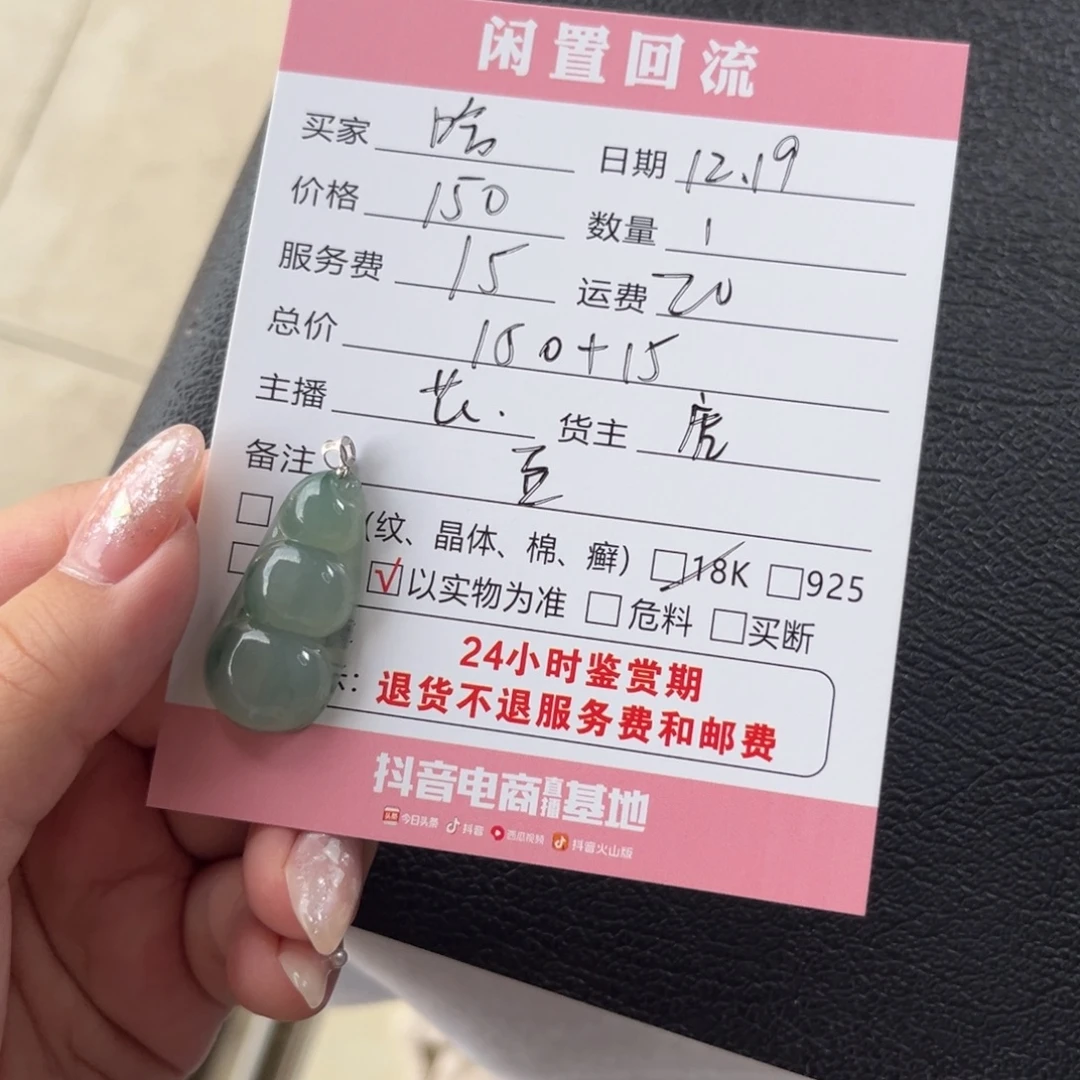 闲置回流
买家 哈 日期 12.19
价格 150 数量 1
服务费 15 运费 20
总价 150+15
主播 货主 虎
备注 豆
(纹、晶体、棉、癣) 18K 925
√ 以实物为准 危料 买断
24小时鉴赏期
退货不退服务费和邮费
抖音电商直播基地
今日头条 抖音 西瓜视频 抖音火山版